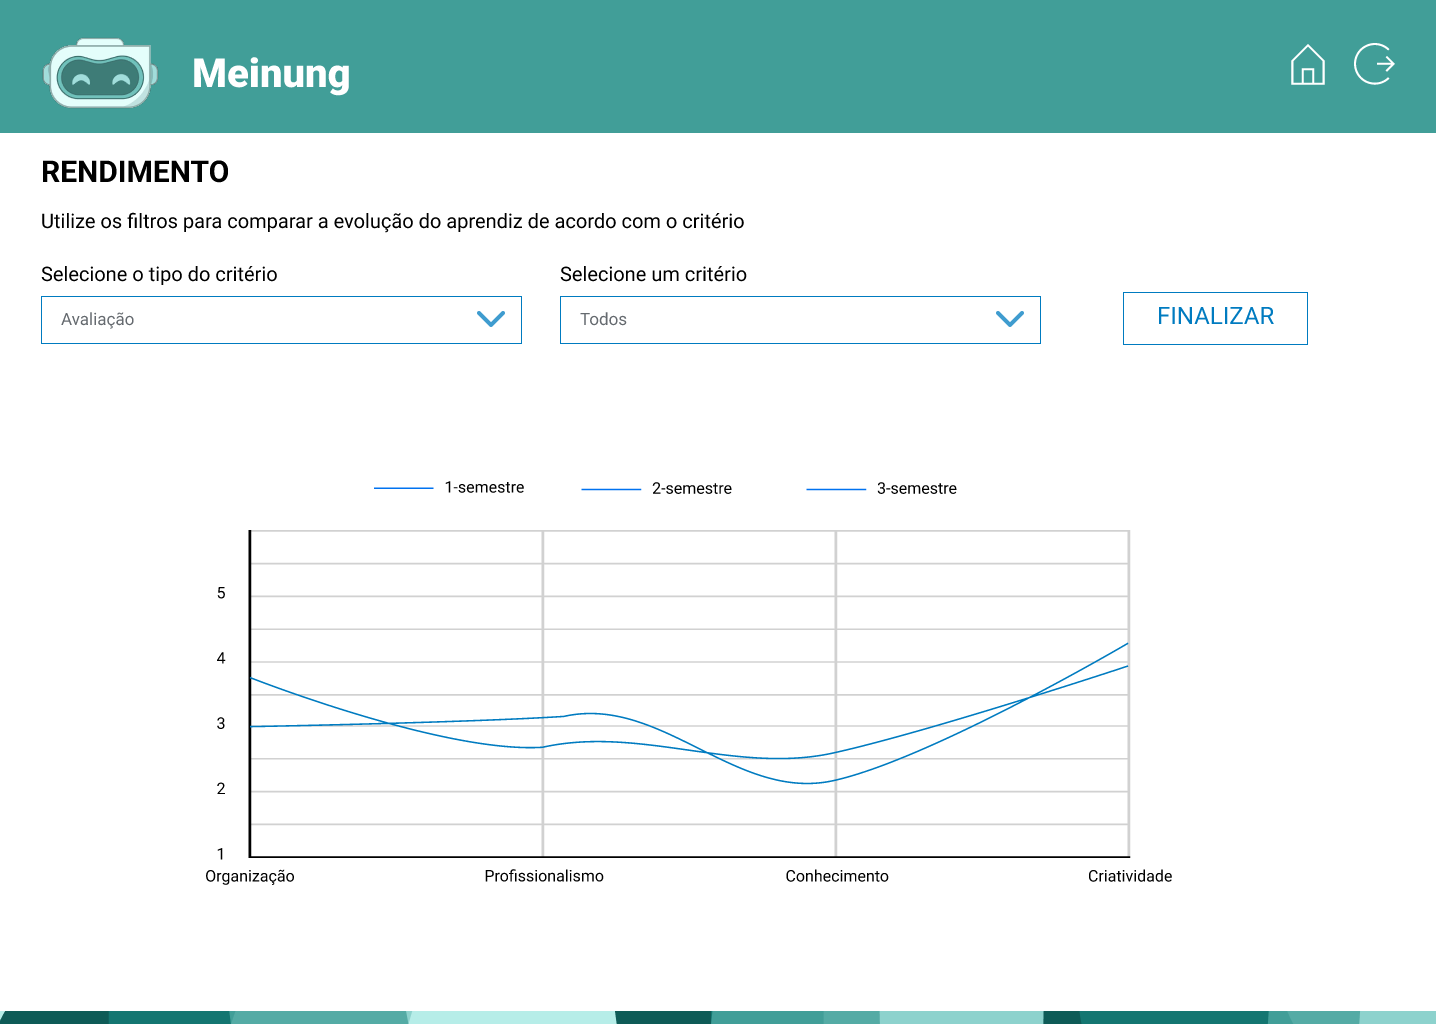 Meinung
RENDIMENTO
Utilize os filtros para comparar a evolução do aprendiz de acordo com o critério
Selecione o tipo do critério
Selecione um critério
Avaliação
Todos
FINALIZAR
1-semestre
2-semestre
3-semestre
5
4
3
2
1
Organização
Profissionalismo
Conhecimento
Criatividade